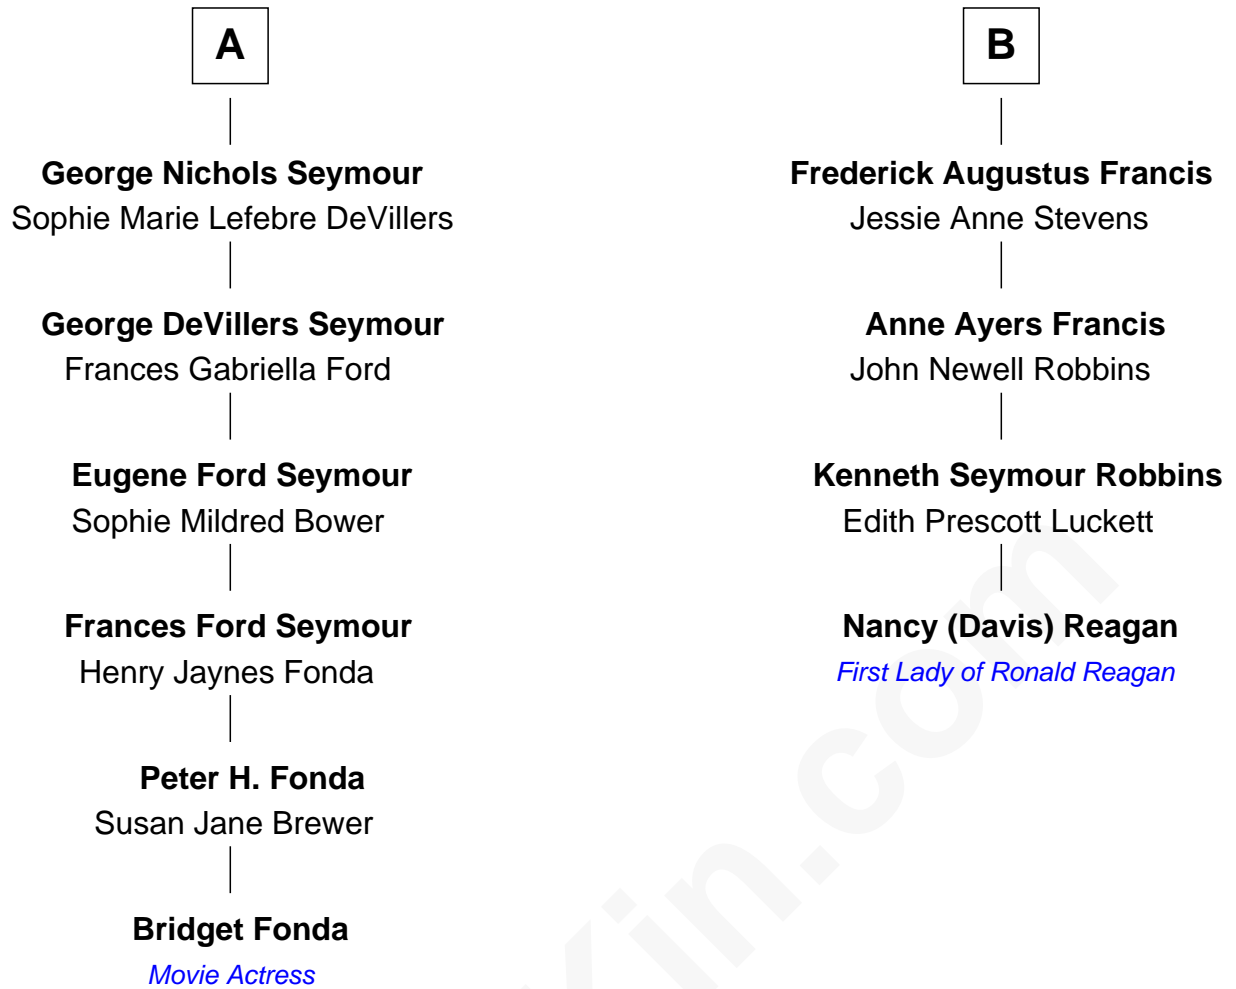 A
George Nichols Seymour
Sophie Marie Lefebre DeVillers
George DeVillers Seymour
Frances Gabriella Ford
Eugene Ford Seymour
Sophie Mildred Bower
Frances Ford Seymour
Henry Jaynes Fonda
Peter H. Fonda
Susan Jane Brewer
Bridget Fonda
Movie Actress
B
Frederick Augustus Francis
Jessie Anne Stevens
Anne Ayers Francis
John Newell Robbins
Kenneth Seymour Robbins
Edith Prescott Luckett
Nancy (Davis) Reagan
First Lady of Ronald Reagan
Kin.com